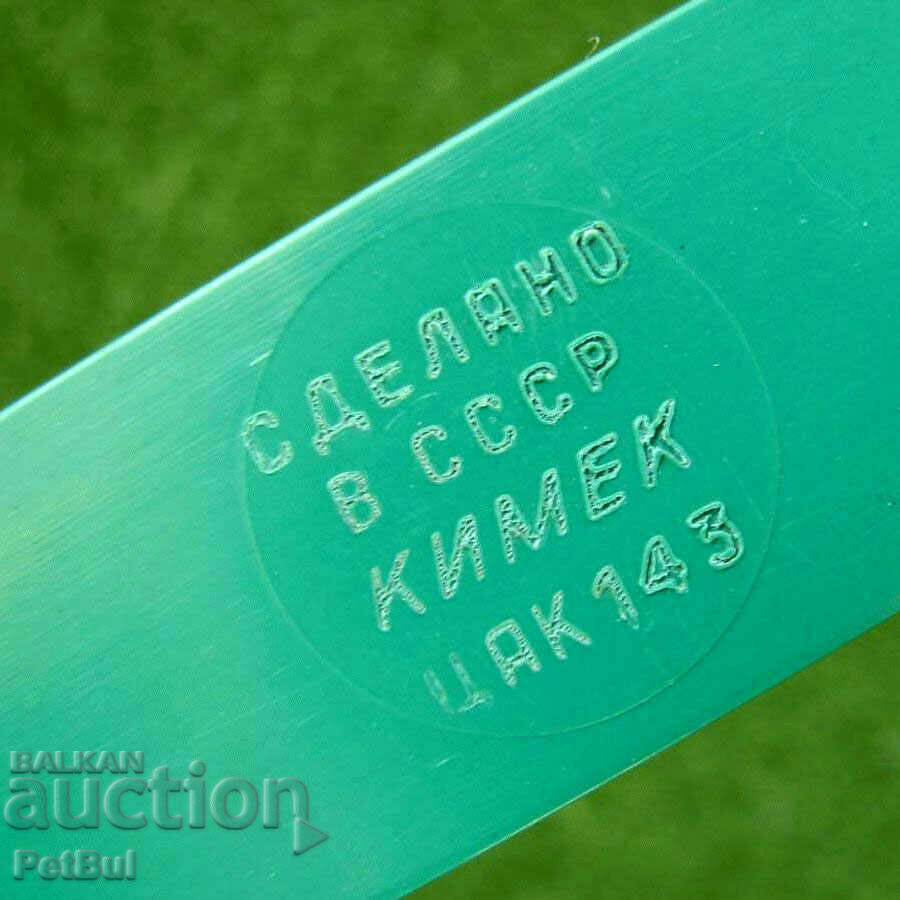 СДЕЛАНО
В СССР
КИМЕК
ЦАК 143
BALKAN
auction
PetBul